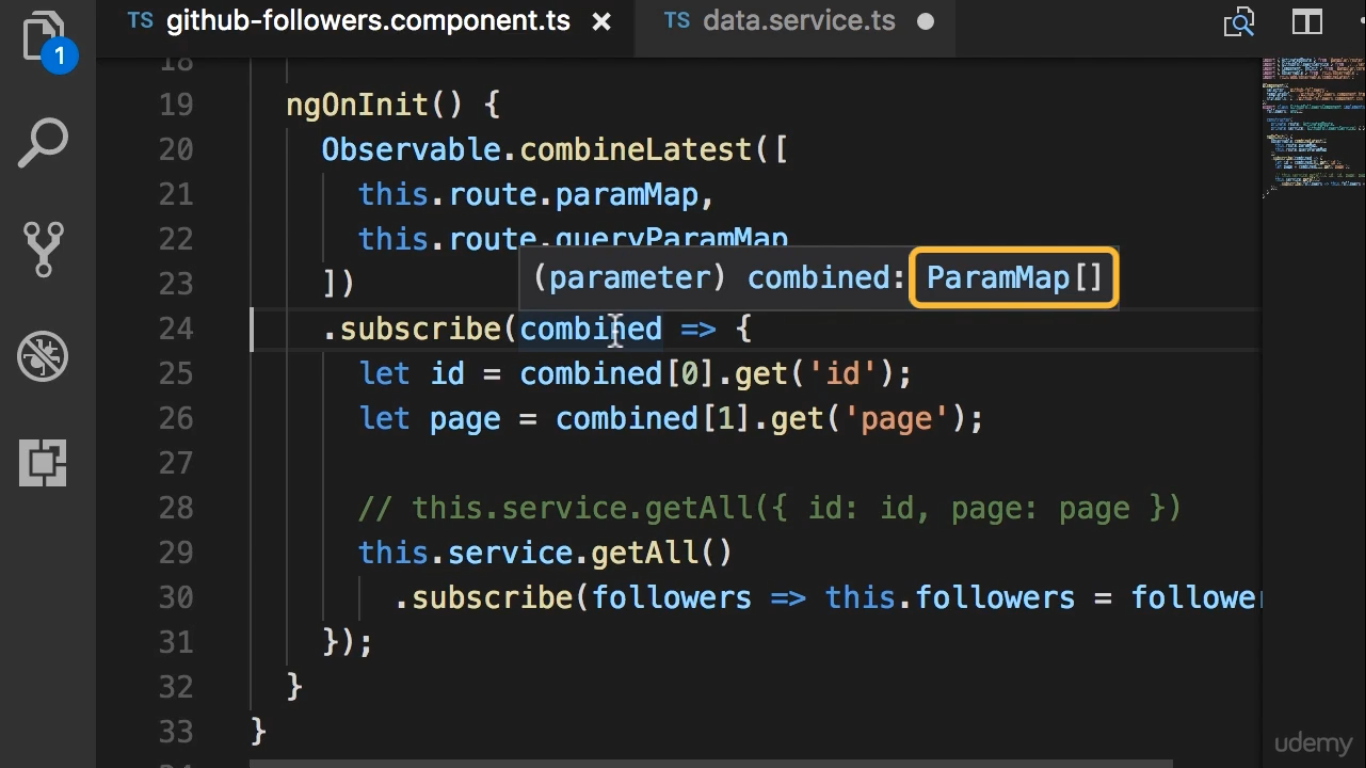 TS github-followers.component.ts × TS data.service.ts
1
18
19 ngOnInit() {
20 Observable.combineLatest([
21 this.route.paramMap,
22 this.route.queryParamMap
(parameter) combined: ParamMap[]
23 ])
24 .subscribe(combined => {
25 let id = combined[0].get('id');
26 let page = combined[1].get('page');
27
28 // this.service.getAll({ id: id, page: page })
29 this.service.getAll()
30 .subscribe(followers => this.followers =
31 });
32 }
33 }
udemy